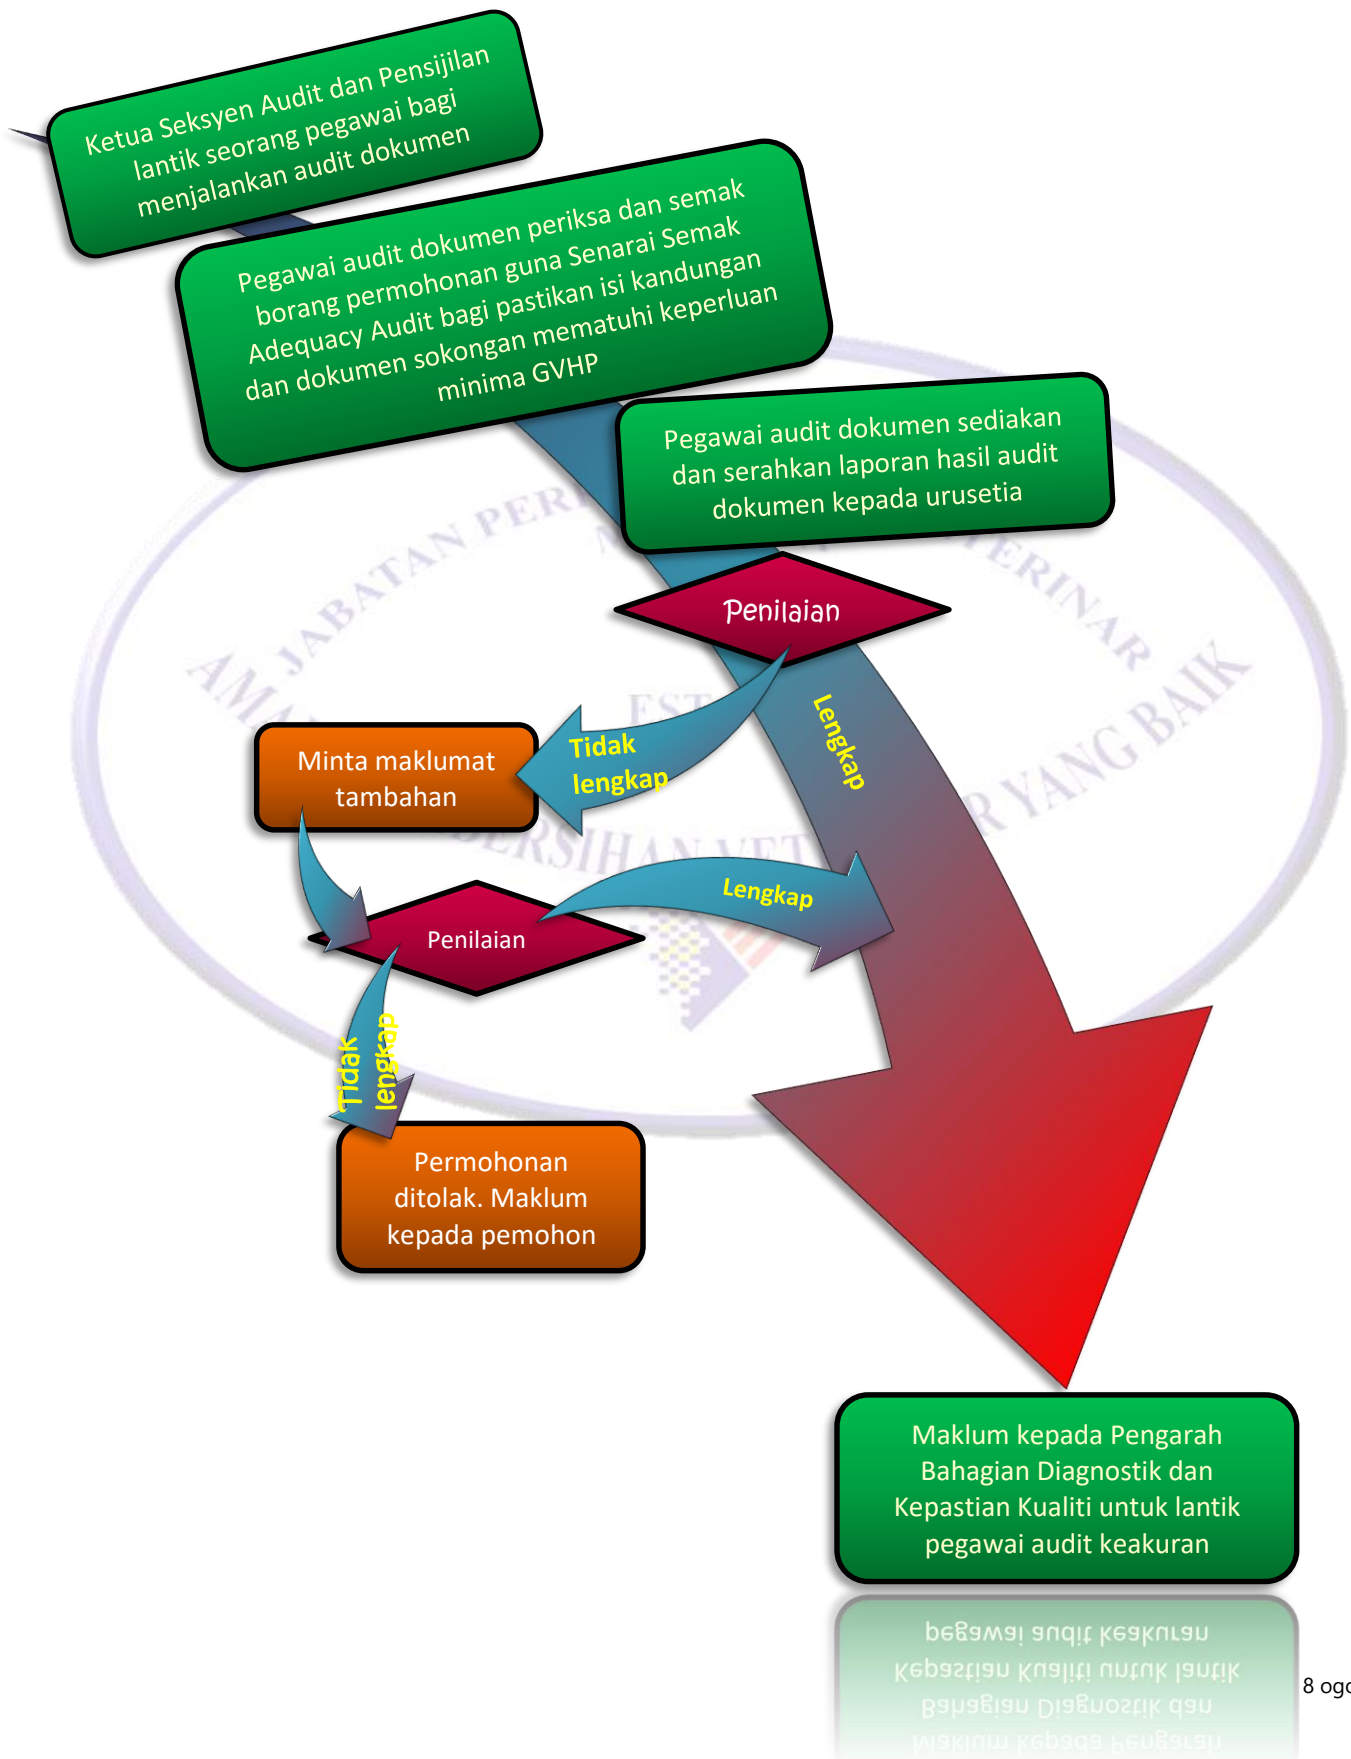 Ketua Seksyen Audit dan Pensijilan
lantik seorang pegawai bagi
menjalankan audit dokumen
Pegawai audit dokumen periksa dan semak
borang permohonan guna Senarai Semak
Adequacy Audit bagi pastikan isi kandungan
dan dokumen sokongan mematuhi keperluan
minima GVHP
Pegawai audit dokumen sediakan
dan serahkan laporan hasil audit
dokumen kepada urusetia
Penilaian
Lengkap
Tidak
lengkap
Minta maklumat
tambahan
Lengkap
Penilaian
Tidak
lengkap
Permohonan
ditolak. Maklum
kepada pemohon
Maklum kepada Pengarah
Bahagian Diagnostik dan
Kepastian Kualiti untuk lantik
pegawai audit keakuran
JABATAN
YANG BAIK
8